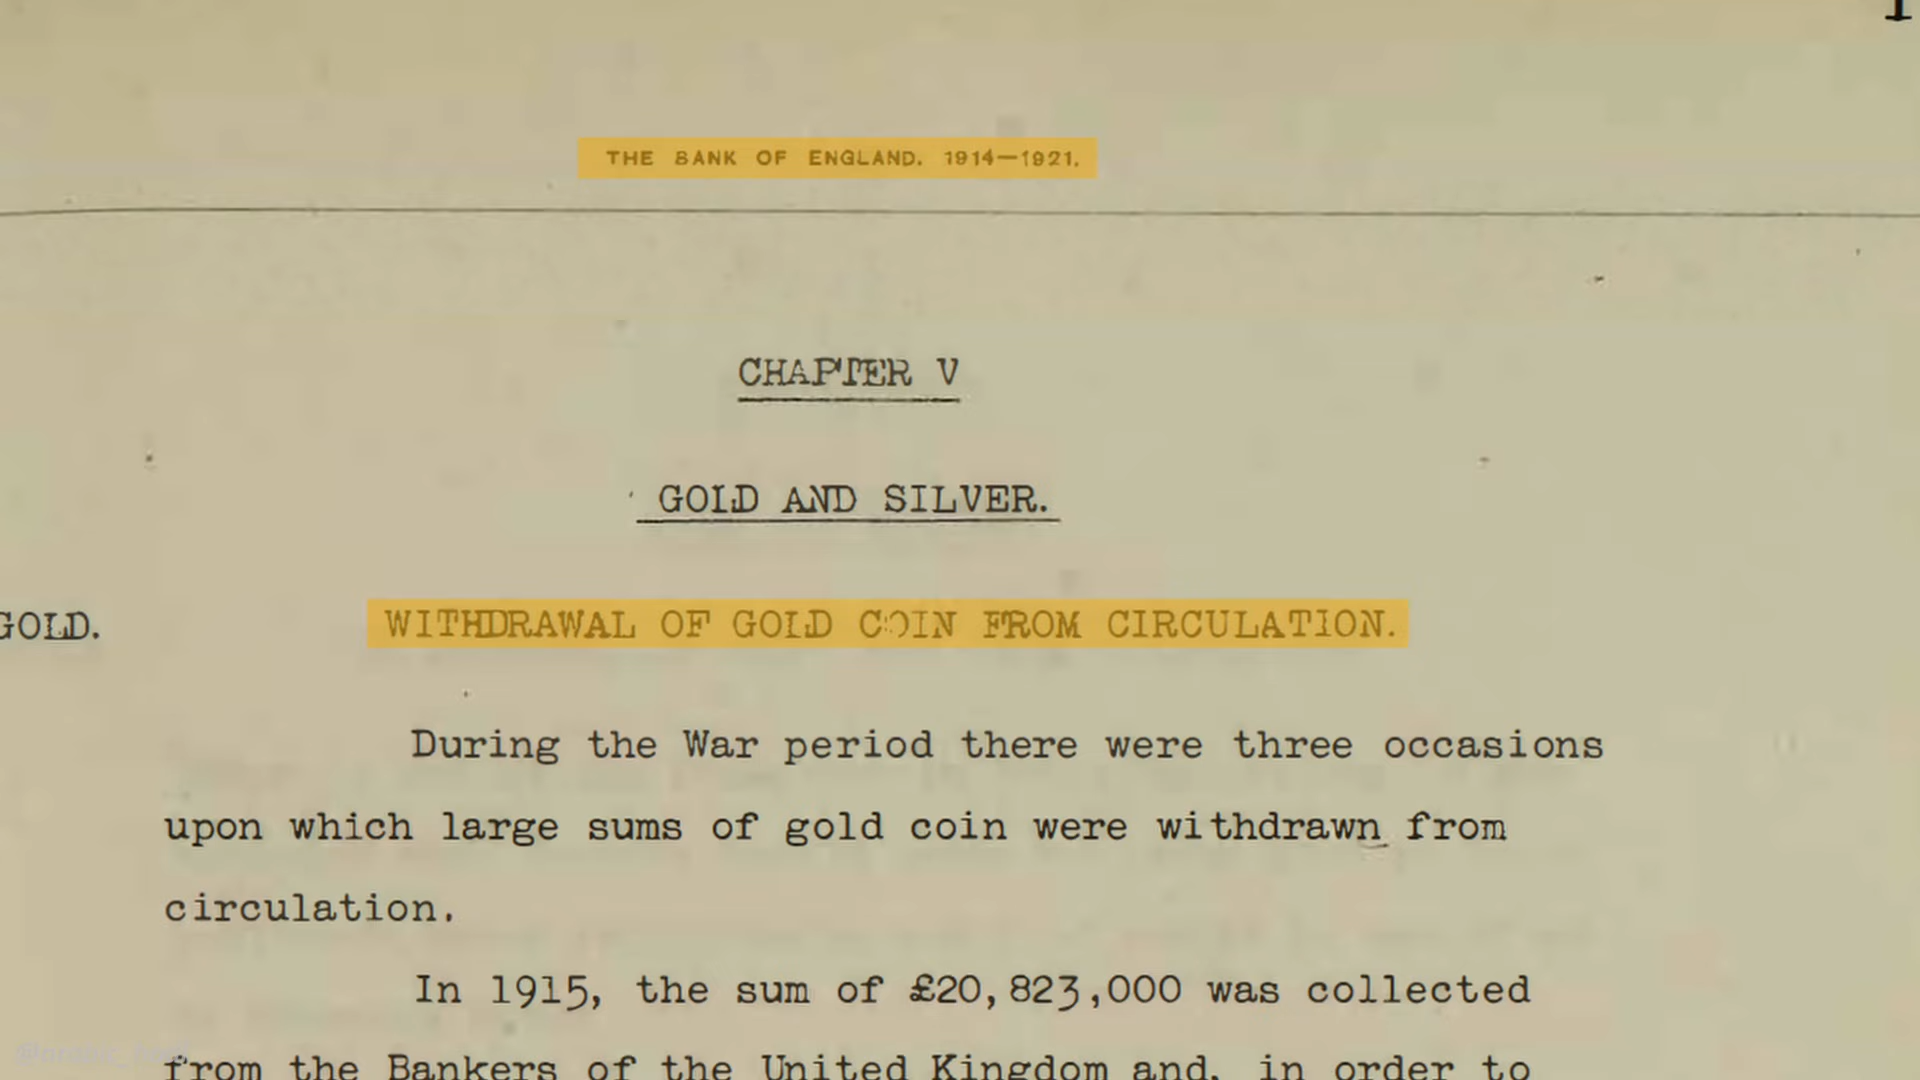 THE BANK OF ENGLAND. 1914—1921.
CHAPTER V
GOLD AND SILVER.
GOLD.
WITHDRAWAL OF GOLD COIN FROM CIRCULATION.
During the War period there were three occasions
upon which large sums of gold coin were withdrawn from
circulation.
In 1915, the sum of £20,823,000 was collected
from the Bankers of the United Kingdom and, in order to